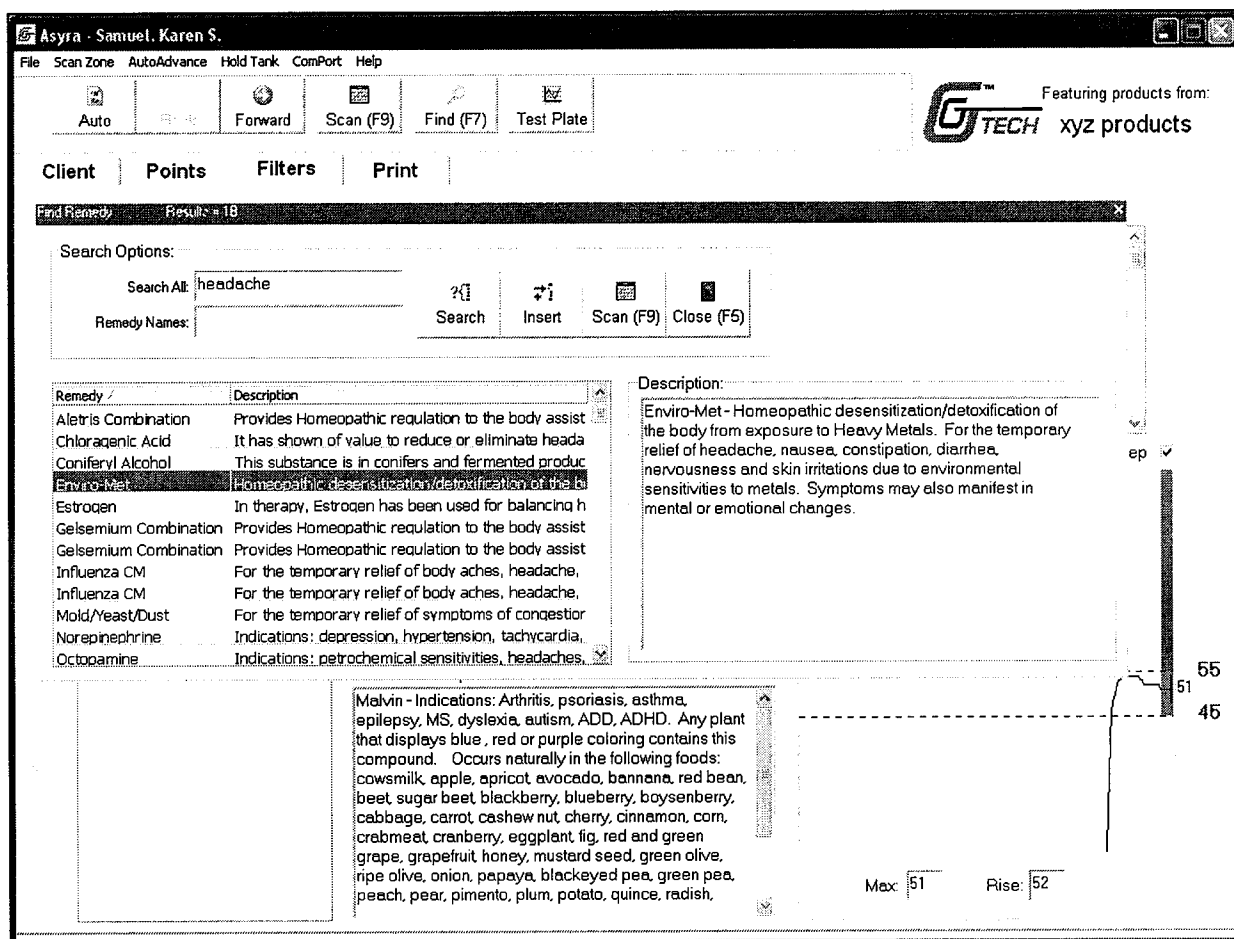 Asyra - Samuel, Karen S.
File Scan Zone AutoAdvance Hold Tank ComPort Help
Auto
Forward
Scan (F9)
Find (F7)
Test Plate
TM
TECH
Featuring products from:
xyz products
Client
Points
Filters
Print
Find Remedy Results = 18
Search Options:
Search All: headache
Remedy Names:
Search
Insert
Scan (F9)
Close (F5)
Remedy / Description
Aletris Combination Provides Homeopathic regulation to the body assist
Chloragenic Acid It has shown of value to reduce or eliminate heada
Coniferyl Alcohol This substance is in conifers and fermented produc
Enviro-Met Homeopathic desensitization/detoxification of the b
Estrogen In therapy, Estrogen has been used for balancing h
Gelsemium Combination Provides Homeopathic regulation to the body assist
Gelsemium Combination Provides Homeopathic regulation to the body assist
Influenza CM For the temporary relief of body aches, headache,
Influenza CM For the temporary relief of body aches, headache,
Mold/Yeast/Dust For the temporary relief of symptoms of congestior
Norepinephrine Indications: depression, hypertension, tachycardia,
Octopamine Indications: petrochemical sensitivities, headaches,
Description:
Enviro-Met - Homeopathic desensitization/detoxification of
the body from exposure to Heavy Metals. For the temporary
relief of headache, nausea, constipation, diarrhea,
nervousness and skin irritations due to environmental
sensitivities to metals. Symptoms may also manifest in
mental or emotional changes.
ep
55
51
45
Malvin - Indications: Arthritis, psoriasis, asthma,
epilepsy, MS, dyslexia, autism, ADD, ADHD. Any plant
that displays blue , red or purple coloring contains this
compound. Occurs naturally in the following foods:
cowsmilk, apple, apricot, avocado, bannana, red bean,
beet, sugar beet, blackberry, blueberry, boysenberry,
cabbage, carrot, cashew nut, cherry, cinnamon, corn,
crabmeat, cranberry, eggplant, fig, red and green
grape, grapefruit, honey, mustard seed, green olive,
ripe olive, onion, papaya, blackeyed pea, green pea,
peach, pear, pimento, plum, potato, quince, radish,
Max: 51 Rise: 52